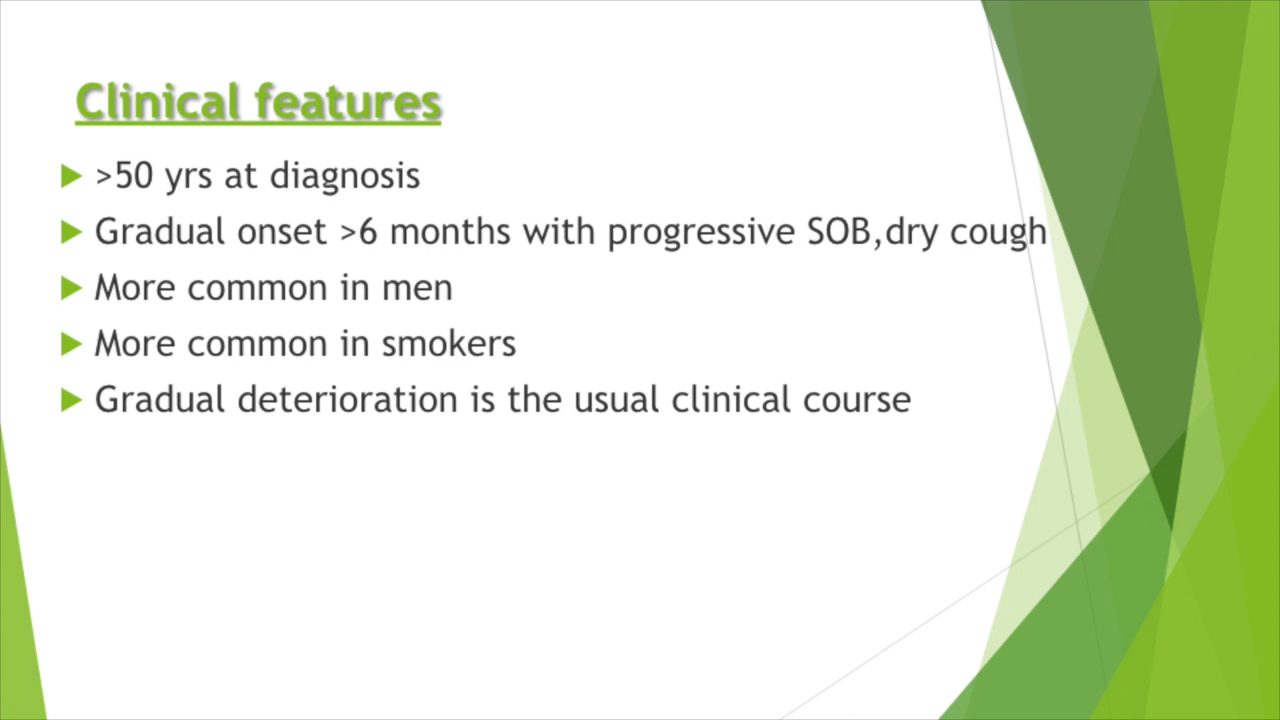 Clinical features
>50 yrs at diagnosis
Gradual onset >6 months with progressive SOB,dry cough
More common in men
More common in smokers
Gradual deterioration is the usual clinical course